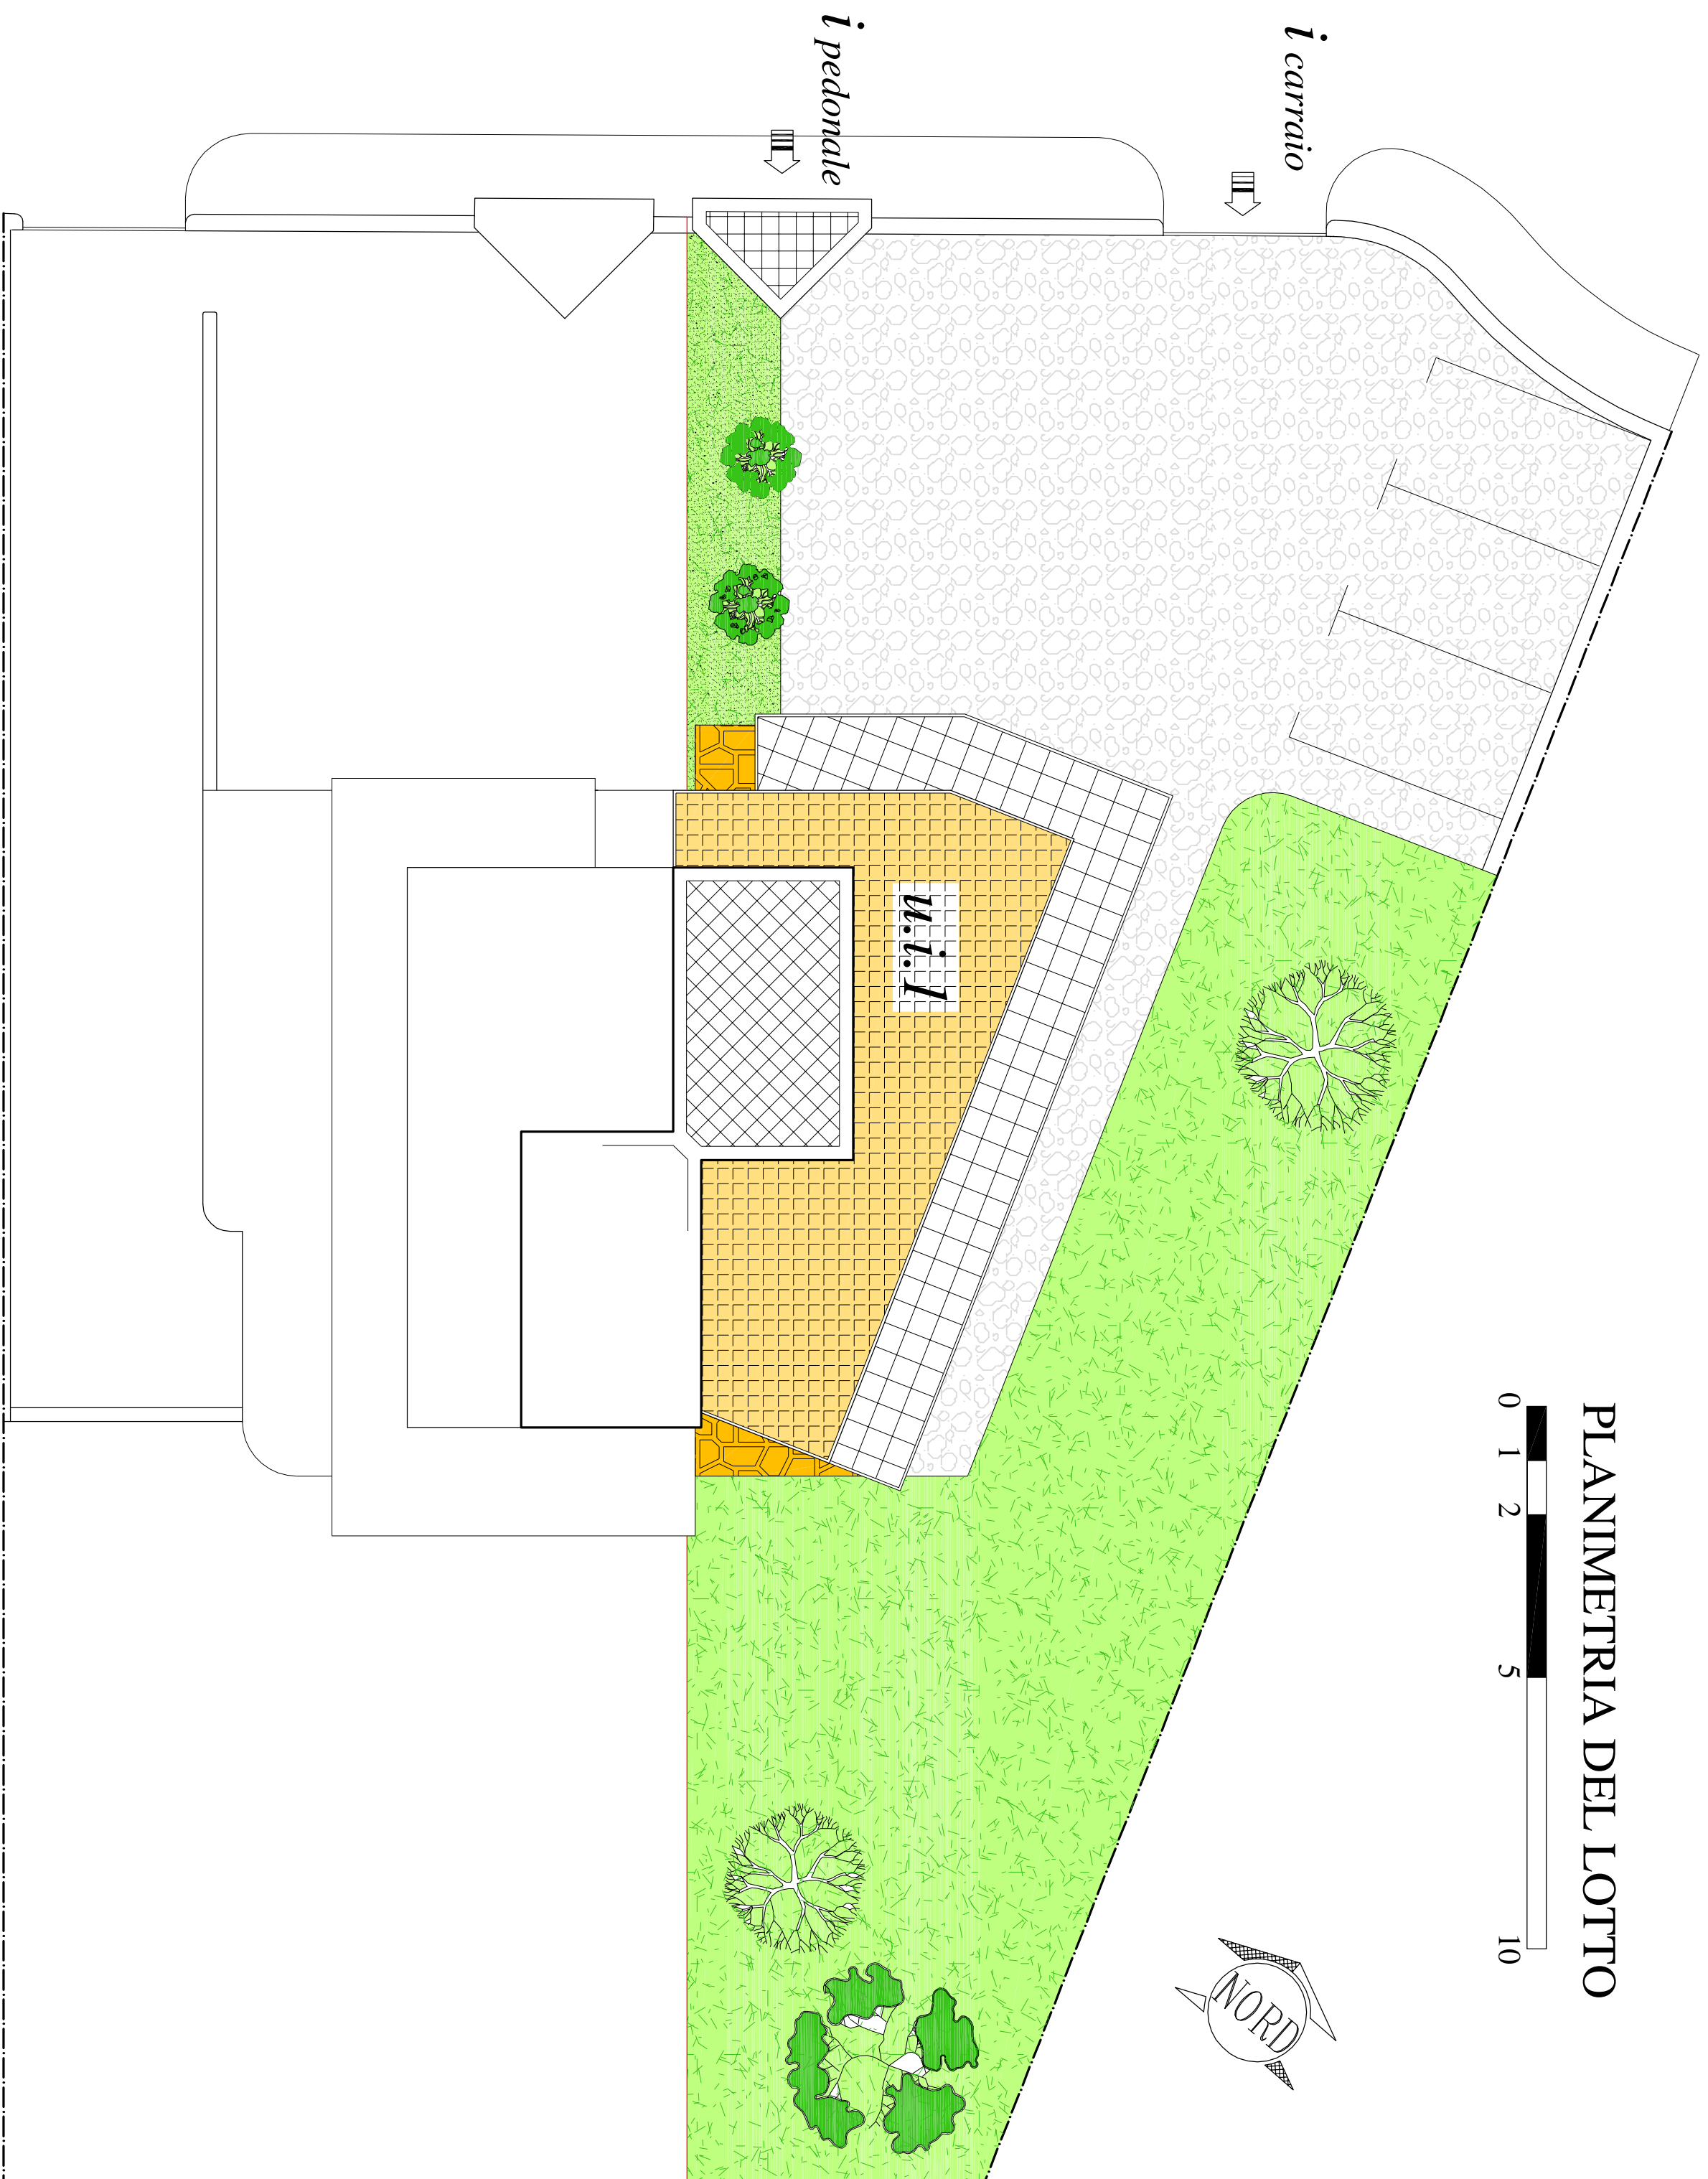 i carraio
i pedonale
u.i.1
PLANIMETRIA DEL LOTTO
0 1 2 5 10
NORD